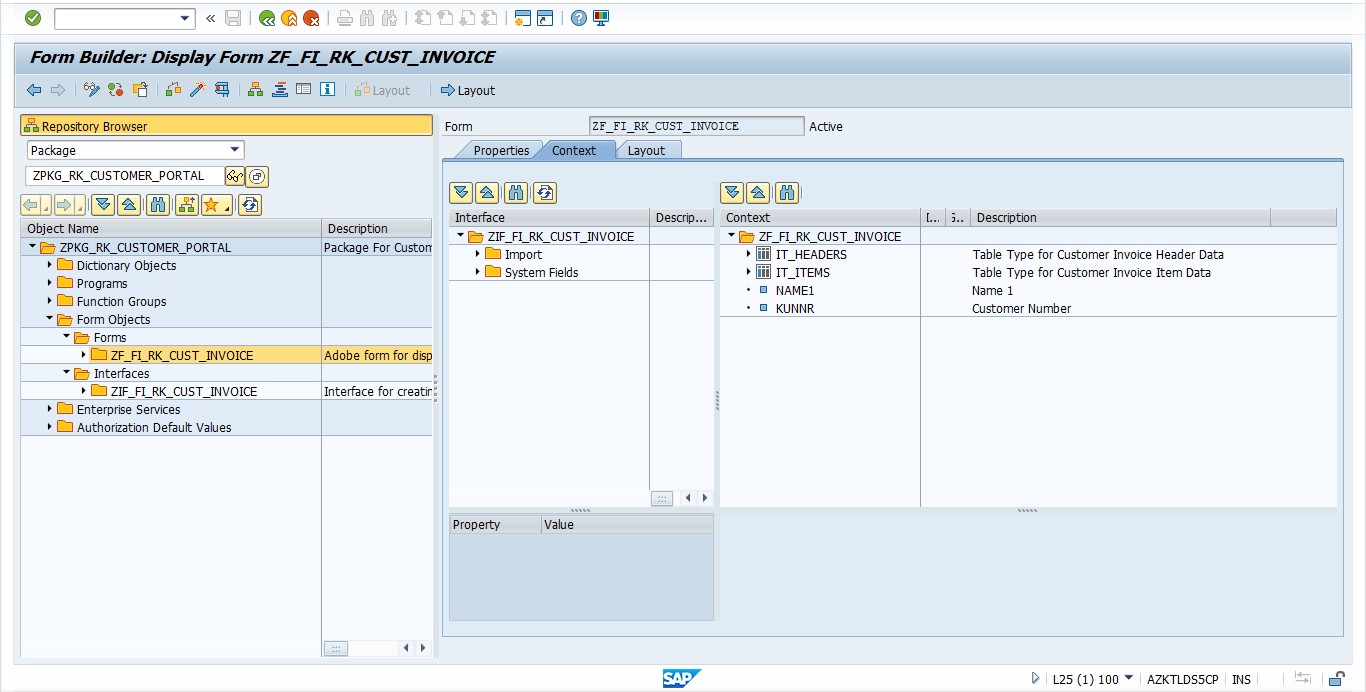 Form Builder: Display Form ZF_FI_RK_CUST_INVOICE
Layout Layout
Repository Browser
Package
ZPKG_RK_CUSTOMER_PORTAL
Object Name Description
ZPKG_RK_CUSTOMER_PORTAL Package For Custom
Dictionary Objects
Programs
Function Groups
Form Objects
Forms
ZF_FI_RK_CUST_INVOICE Adobe form for disp
Interfaces
ZIF_FI_RK_CUST_INVOICE Interface for creatin
Enterprise Services
Authorization Default Values
Form ZF_FI_RK_CUST_INVOICE Active
Properties Context Layout
Interface Descrip...
ZIF_FI_RK_CUST_INVOICE
Import
System Fields
Property Value
Context I... Description
ZF_FI_RK_CUST_INVOICE
IT_HEADERS Table Type for Customer Invoice Header Data
IT_ITEMS Table Type for Customer Invoice Item Data
NAME1 Name 1
KUNNR Customer Number
SAP
L25 (1) 100 AZKTLDS5CP INS